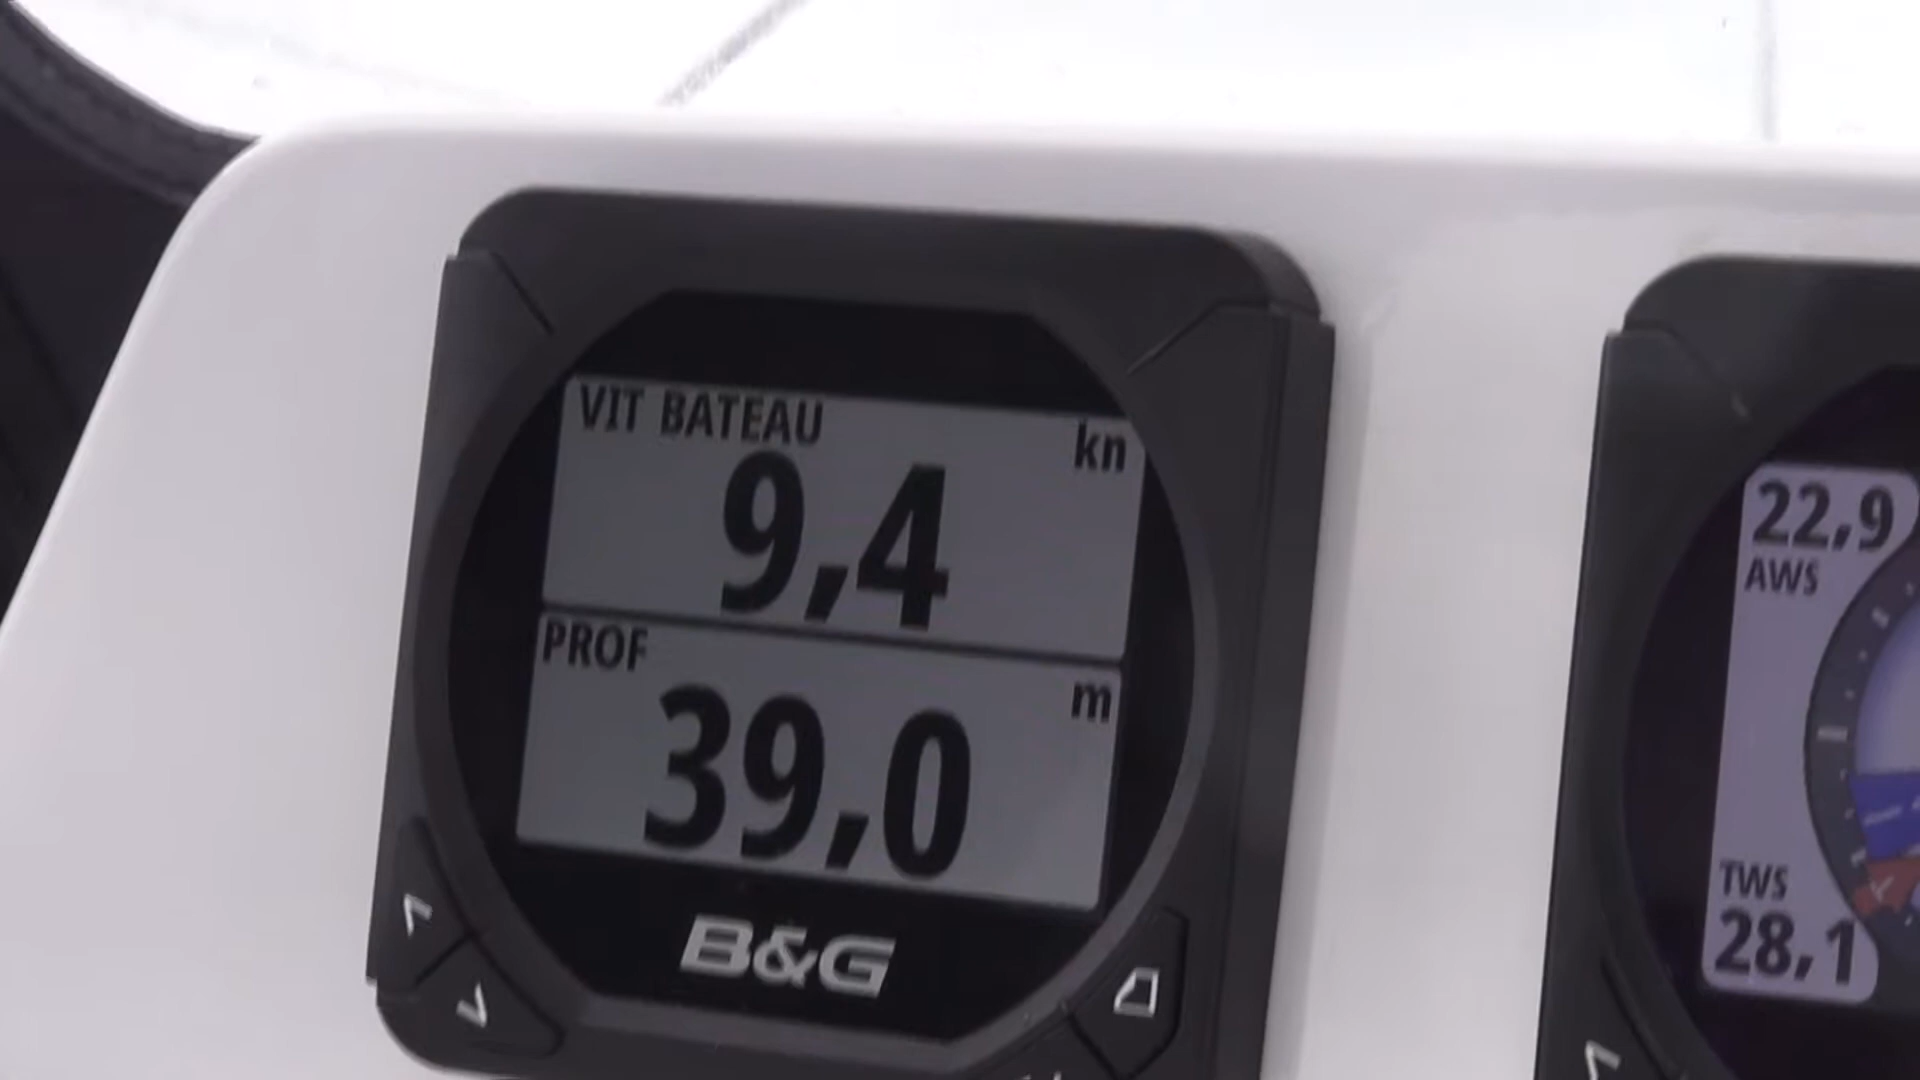 VIT BATEAU
kn
9,4
PROF
m
39,0
B&G
22,9
AWS
TWS
28,1